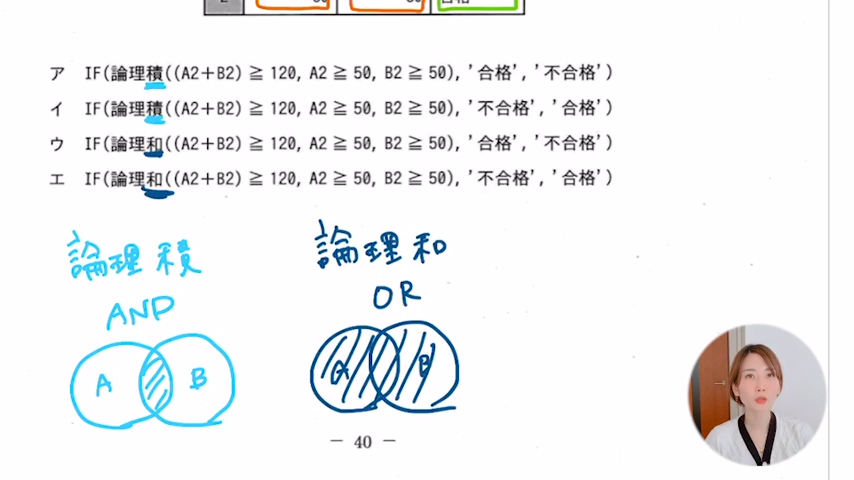 合格
ア IF(論理積((A2+B2) ≧ 120, A2 ≧ 50, B2 ≧ 50), '合格', '不合格')
イ IF(論理積((A2+B2) ≧ 120, A2 ≧ 50, B2 ≧ 50), '不合格', '合格')
ウ IF(論理和((A2+B2) ≧ 120, A2 ≧ 50, B2 ≧ 50), '合格', '不合格')
エ IF(論理和((A2+B2) ≧ 120, A2 ≧ 50, B2 ≧ 50), '不合格', '合格')
論理積
AND
A B
論理和
OR
B
− 40 −